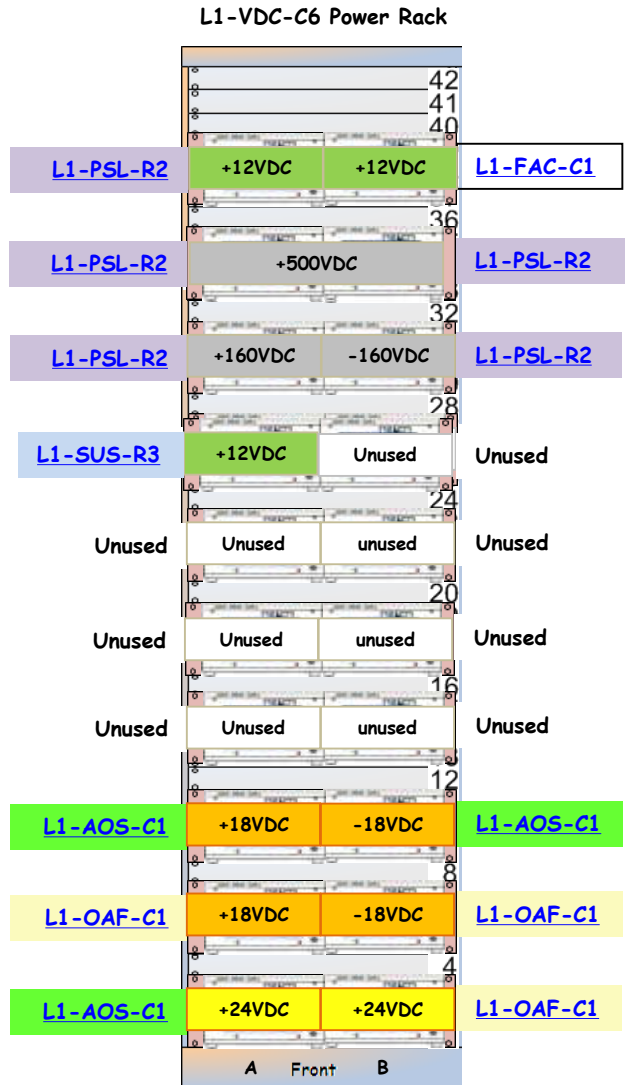 L1-VDC-C6 Power Rack
42
41
40
L1-PSL-R2 +12VDC +12VDC L1-FAC-C1
36
L1-PSL-R2 +500VDC L1-PSL-R2
32
L1-PSL-R2 +160VDC -160VDC L1-PSL-R2
28
L1-SUS-R3 +12VDC Unused Unused
24
Unused Unused unused Unused
20
Unused Unused unused Unused
16
Unused Unused unused Unused
12
L1-AOS-C1 +18VDC -18VDC L1-AOS-C1
8
L1-OAF-C1 +18VDC -18VDC L1-OAF-C1
4
L1-AOS-C1 +24VDC +24VDC L1-OAF-C1
A Front B